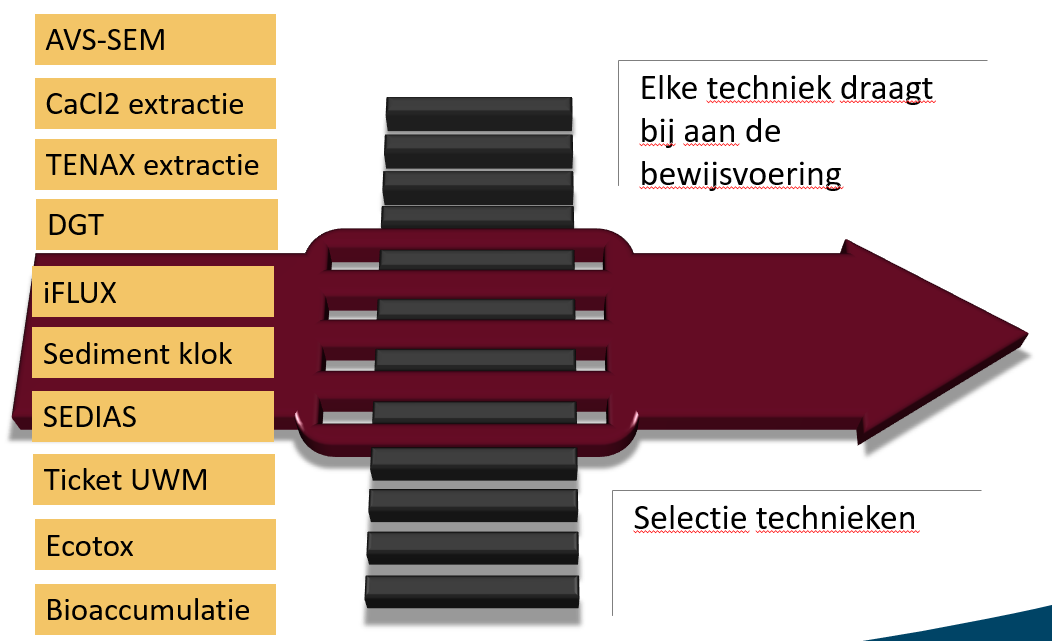 AVS-SEM
CaCl2 extractie
TENAX extractie
DGT
iFLUX
Sediment klok
SEDIAS
Ticket UWM
Ecotox
Bioaccumulatie
Elke techniek draagt
bij aan de
bewijsvoering
Selectie technieken